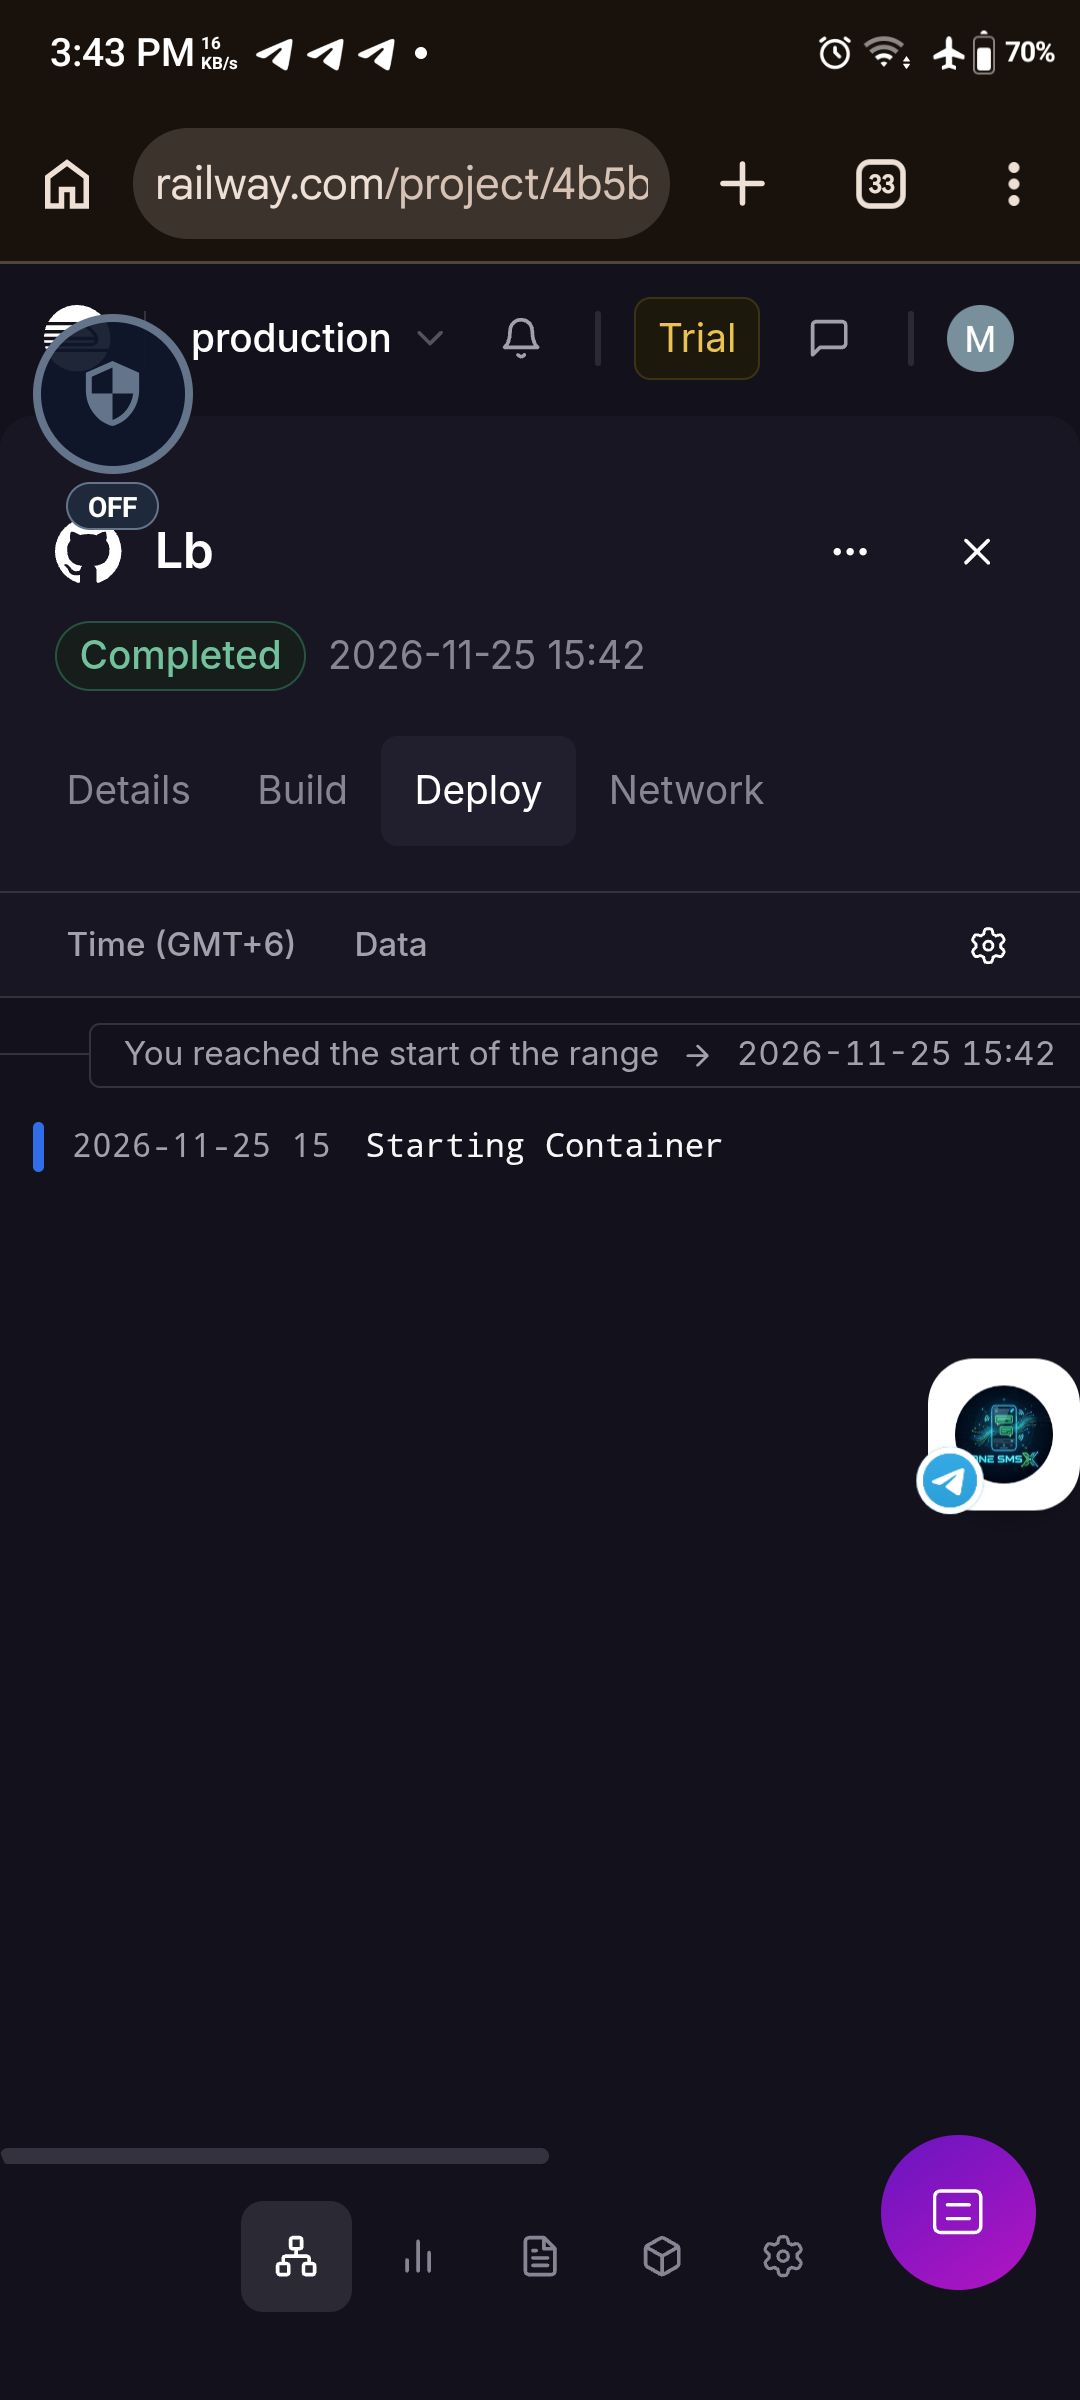 3:43 PM 16 KB/s 70%
railway.com/project/4b5b 33
production Trial M
OFF
Lb
Completed 2026-11-25 15:42
Details Build Deploy Network
Time (GMT+6) Data
You reached the start of the range → 2026-11-25 15:42
2026-11-25 15 Starting Container
ONE SMS X